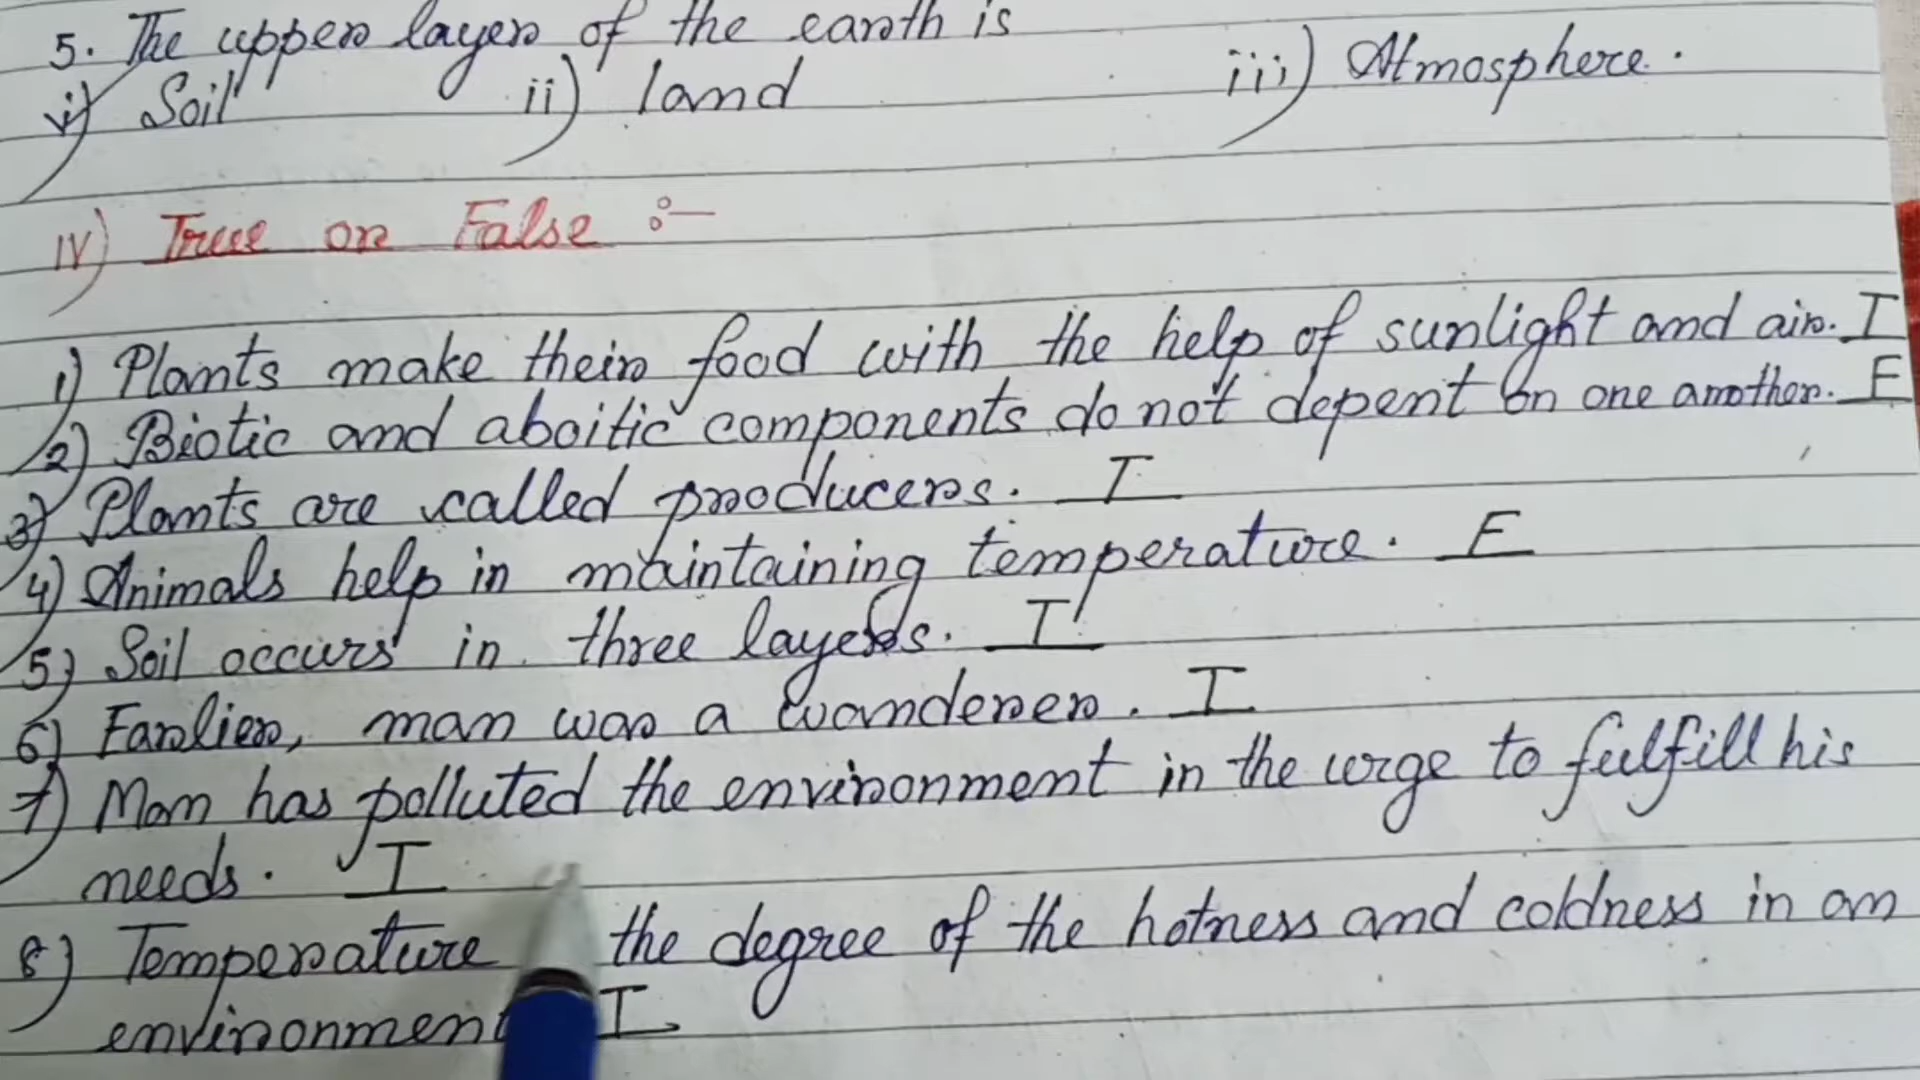 5. The upper layer of the earth is
i) Soil ii) land iii) Atmosphere.
IV) True or False :-
1) Plants make their food with the help of sunlight and air. T
2) Biotic and aboitic components do not depent on one another. F
3) Plants are called producers. T
4) Animals help in maintaining temperature. F
5) Soil occurs in three layers. T
6) Earlier, man was a wanderer. T
7) Man has polluted the environment in the urge to fulfill his
needs. T
8) Temperature the degree of the hotness and coldness in an
environment T